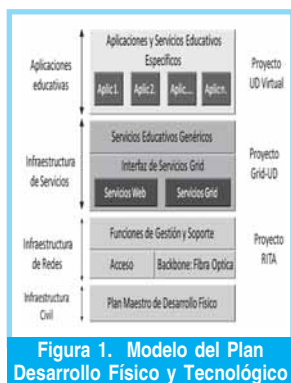 Aplicaciones y Servicios Educativos
Específicos
Aplicaciones
educativas
Aplic1.
Aplic2.
Aplic....
Aplicn.
Proyecto
UD Virtual
Servicios Educativos Genéricos
Infraestructura
de Servicios
Interfaz de Servicios Grid
Servicios Web
Servicios Grid
Proyecto
Grid-UD
Infraestructura
de Redes
Funciones de Gestión y Soporte
Acceso
Backbone: Fibra Optica
Proyecto
RITA
Infraestructura
Civil
Plan Maestro de Desarrollo Físico
Figura 1. Modelo del Plan
Desarrollo Físico y Tecnológico